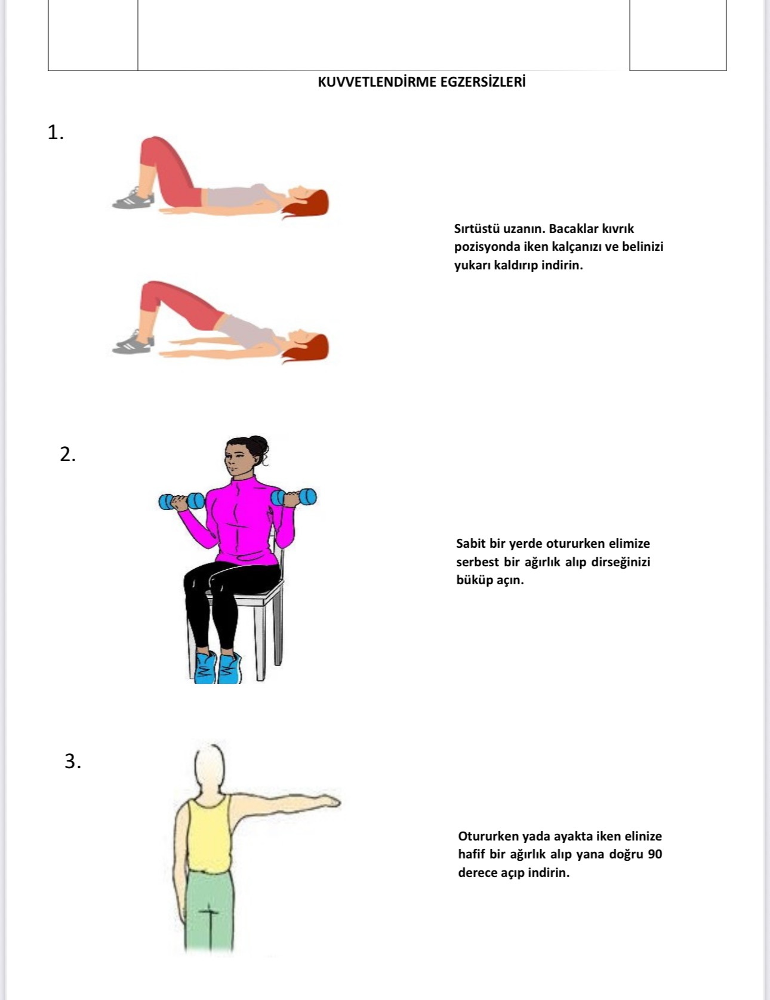 KUVVETLENDİRME EGZERSİZLERİ
1.
Sırtüstü uzanın. Bacaklar kıvrık
pozisyonda iken kalçanızı ve belinizi
yukarı kaldırıp indirin.
2.
Sabit bir yerde otururken elimize
serbest bir ağırlık alıp dirseğinizi
büküp açın.
3.
Otururken yada ayakta iken elinize
hafif bir ağırlık alıp yana doğru 90
derece açıp indirin.